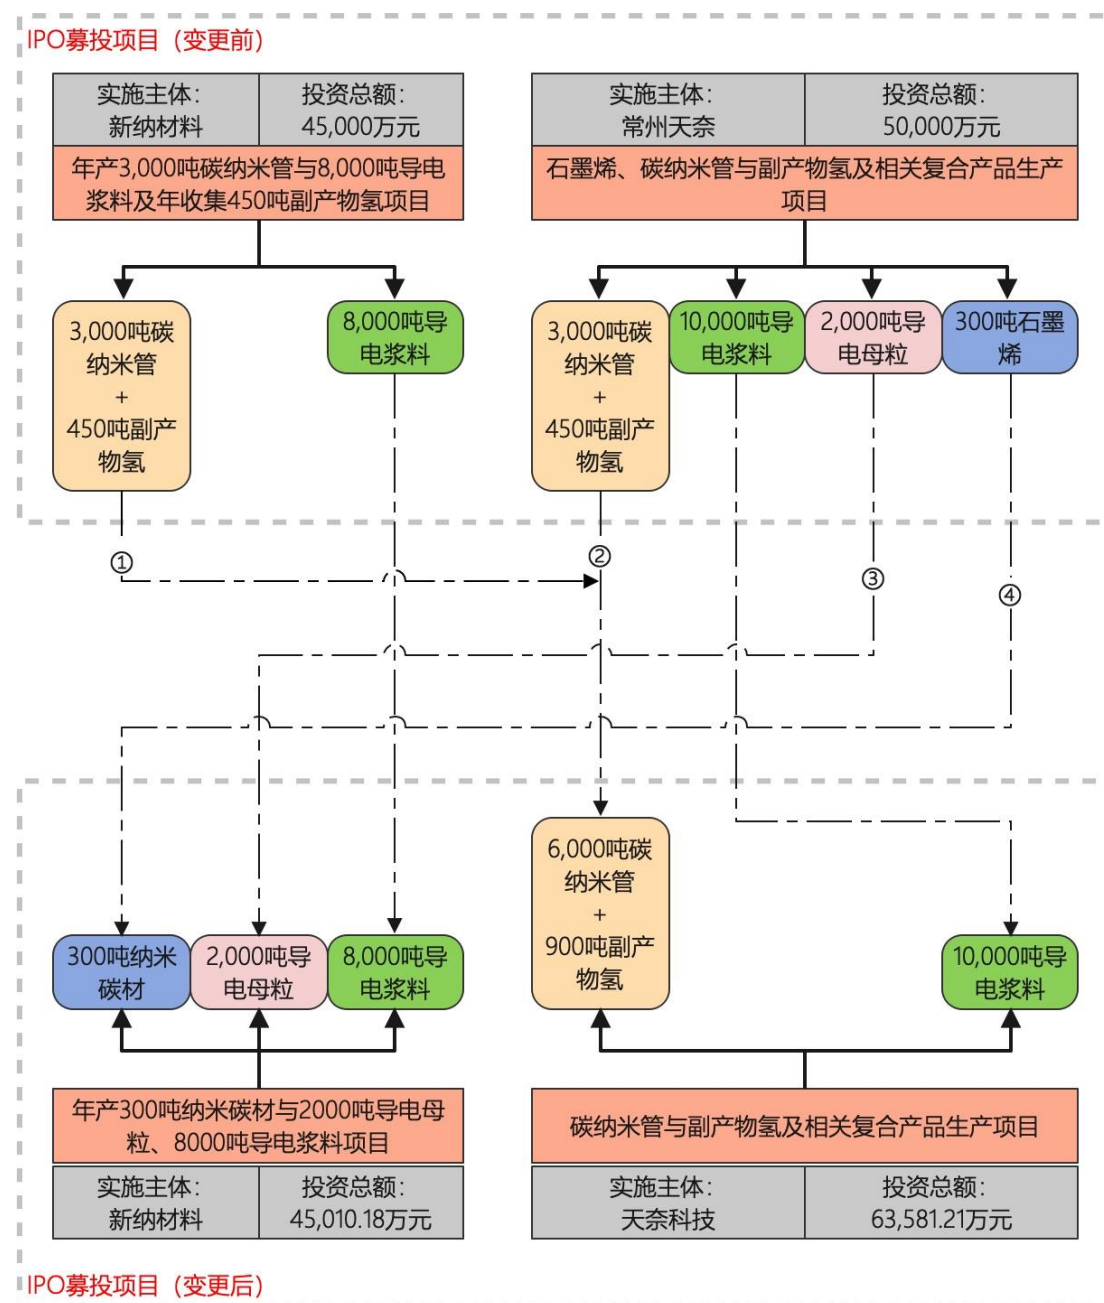 IPO募投项目（变更前）
实施主体：
新纳材料
投资总额：
45,000万元
年产3,000吨碳纳米管与8,000吨导电
浆料及年收集450吨副产物氢项目
实施主体：
常州天奈
投资总额：
50,000万元
石墨烯、碳纳米管与副产物氢及相关复合产品生产
项目
3,000吨碳
纳米管
+
450吨副产
物氢
8,000吨导
电浆料
3,000吨碳
纳米管
+
450吨副产
物氢
10,000吨导
电浆料
2,000吨导
电母粒
300吨石墨
烯
①
②
③
④
300吨纳米
碳材
2,000吨导
电母粒
8,000吨导
电浆料
6,000吨碳
纳米管
+
900吨副产
物氢
10,000吨导
电浆料
年产300吨纳米碳材与2000吨导电母
粒、8000吨导电浆料项目
实施主体：
新纳材料
投资总额：
45,010.18万元
碳纳米管与副产物氢及相关复合产品生产项目
实施主体：
天奈科技
投资总额：
63,581.21万元
IPO募投项目（变更后）